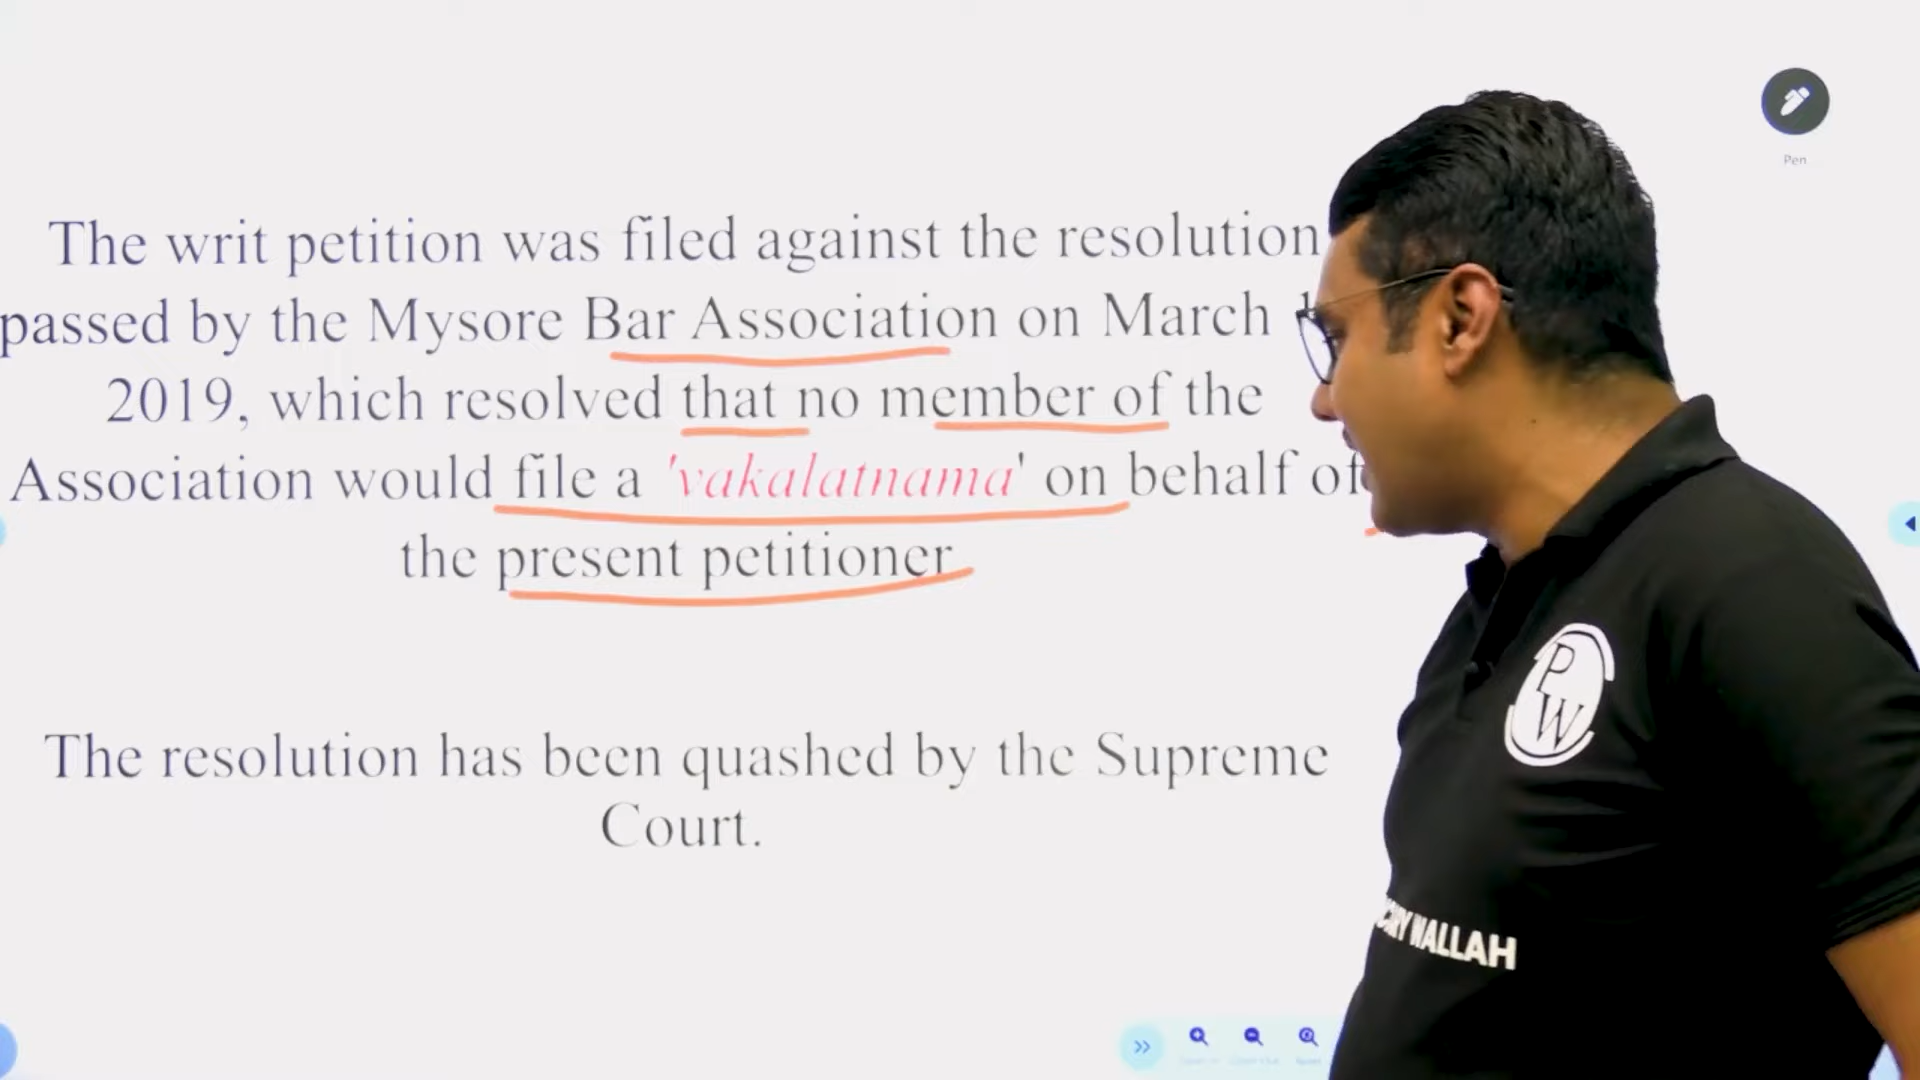 Pen
The writ petition was filed against the resolution
passed by the Mysore Bar Association on March
2019, which resolved that no member of the
Association would file a 'vakalatnama' on behalf of
the present petitioner
The resolution has been quashed by the Supreme
Court.
PW
WALLAH